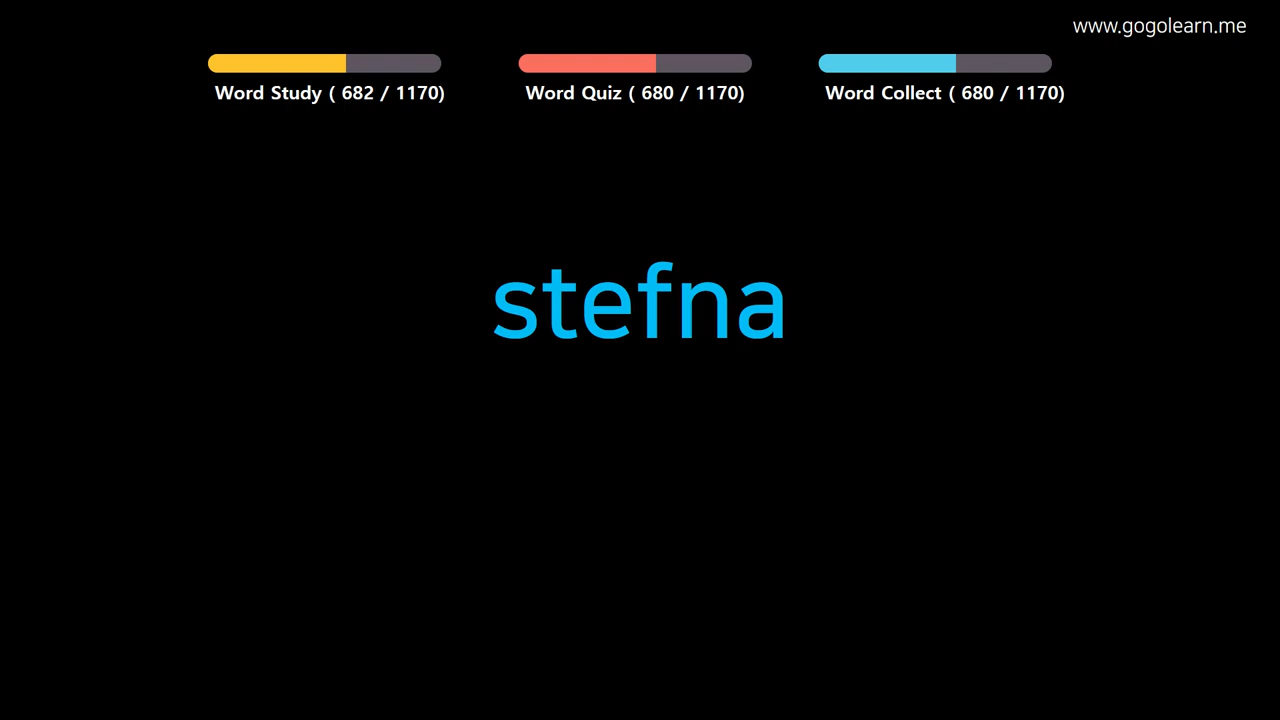 www.gogolearn.me
Word Study ( 682 / 1170)
Word Quiz ( 680 / 1170)
Word Collect ( 680 / 1170)
stefna